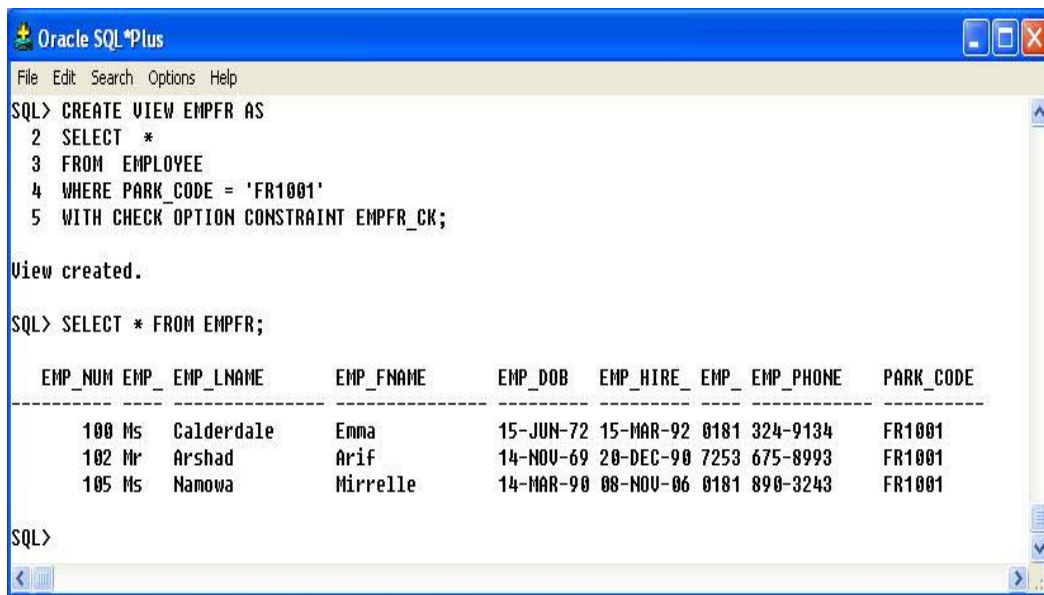 Oracle SQL*Plus
File Edit Search Options Help
SQL> CREATE VIEW EMPFR AS
2 SELECT *
3 FROM EMPLOYEE
4 WHERE PARK_CODE = 'FR1001'
5 WITH CHECK OPTION CONSTRAINT EMPFR_CK;
View created.
SQL> SELECT * FROM EMPFR;
EMP_NUM EMP_ EMP_LNAME EMP_FNAME EMP_DOB EMP_HIRE_ EMP_ EMP_PHONE PARK_CODE
---------- ---- --------------- --------------- --------- --------- ---- ------------ ----------
100 Ms Calderdale Emma 15-JUN-72 15-MAR-92 0181 324-9134 FR1001
102 Mr Arshad Arif 14-NOV-69 20-DEC-90 7253 675-8993 FR1001
105 Ms Namowa Mirrelle 14-MAR-90 08-NOV-06 0181 890-3243 FR1001
SQL>